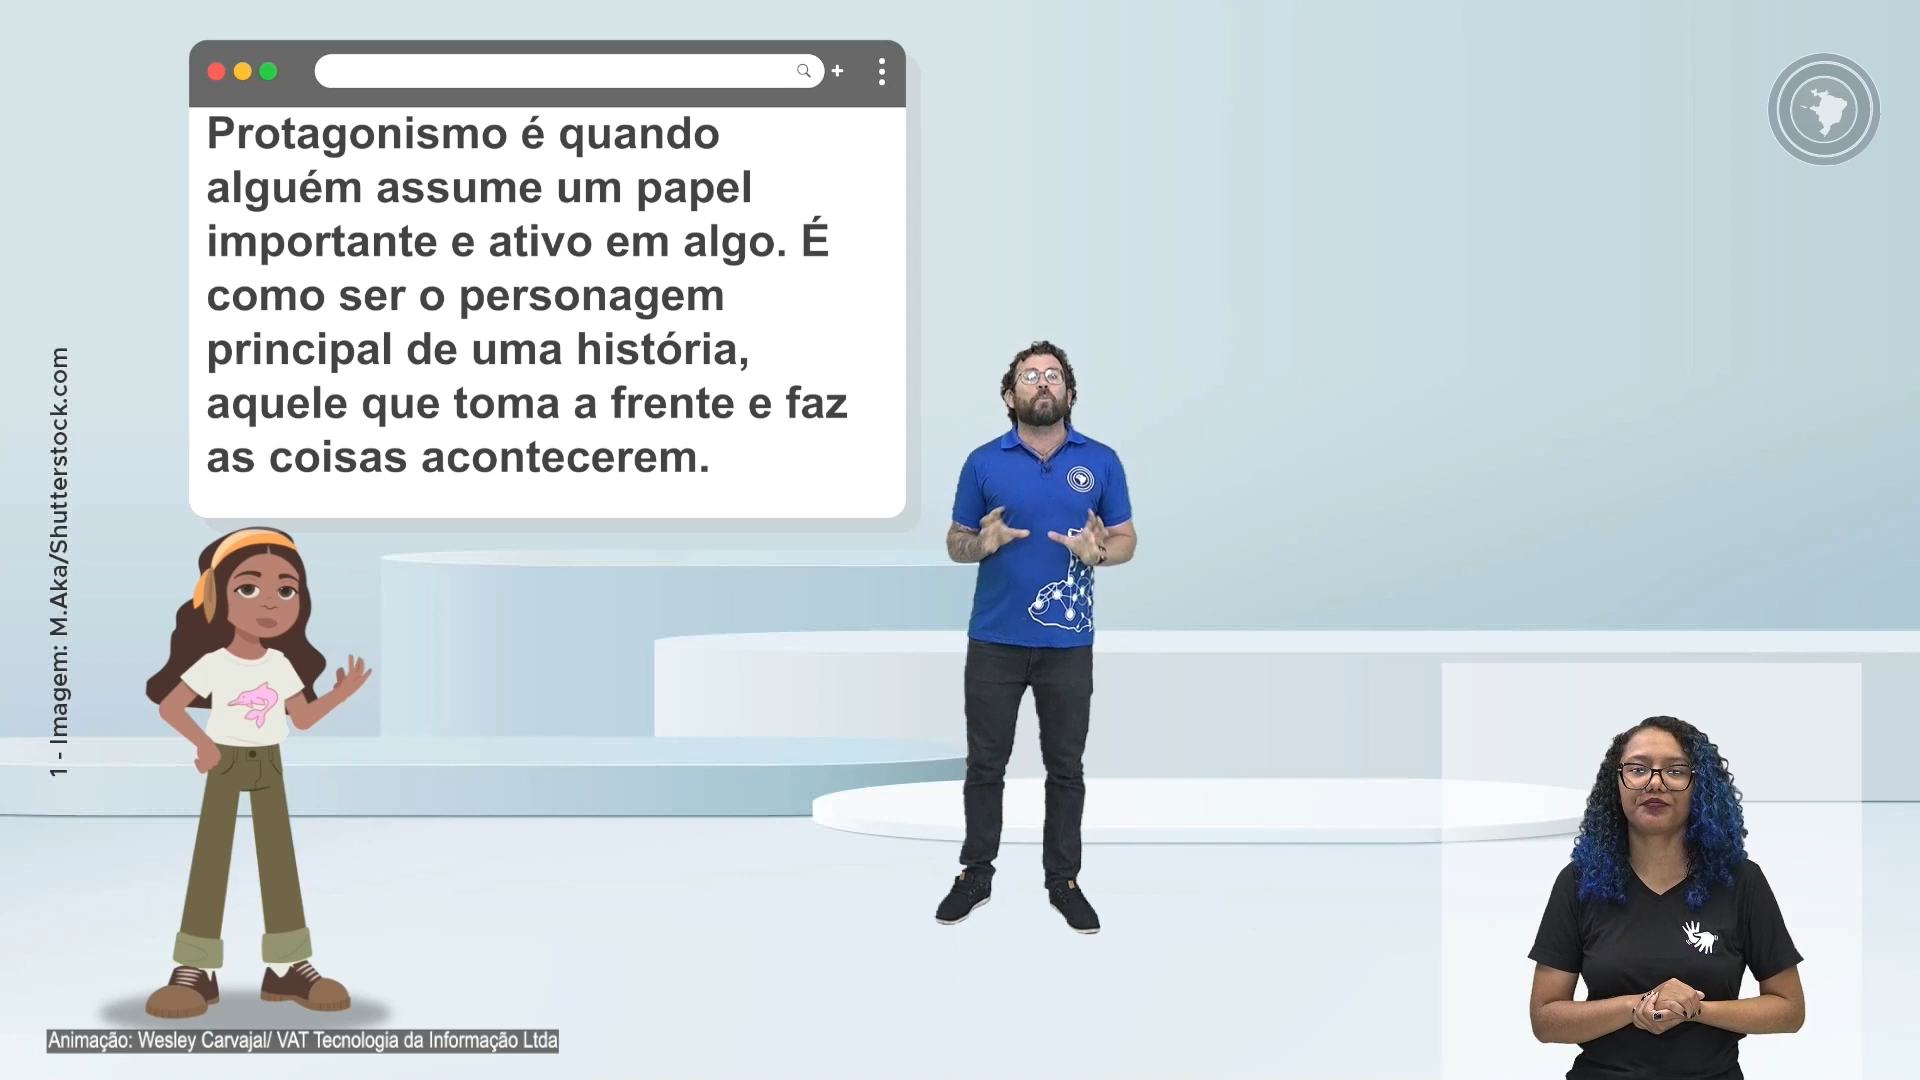 Protagonismo é quando
alguém assume um papel
importante e ativo em algo. É
como ser o personagem
principal de uma história,
aquele que toma a frente e faz
as coisas acontecerem.
1 - Imagem: M.Aka/Shutterstock.com
Animação: Wesley Carvajal/ VAT Tecnologia da Informação Ltda